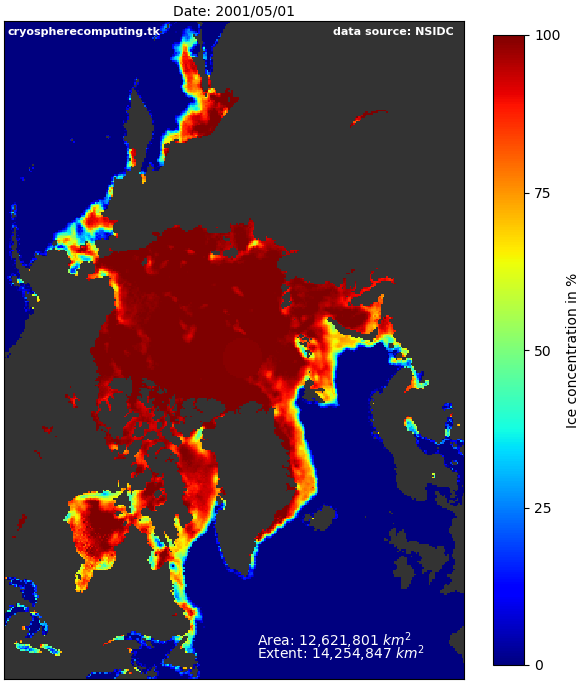 Date: 2001/05/01
cryospherecomputing.tk data source: NSIDC
100
75
50
25
0
Ice concentration in %
Area: 12,621,801 km²
Extent: 14,254,847 km²